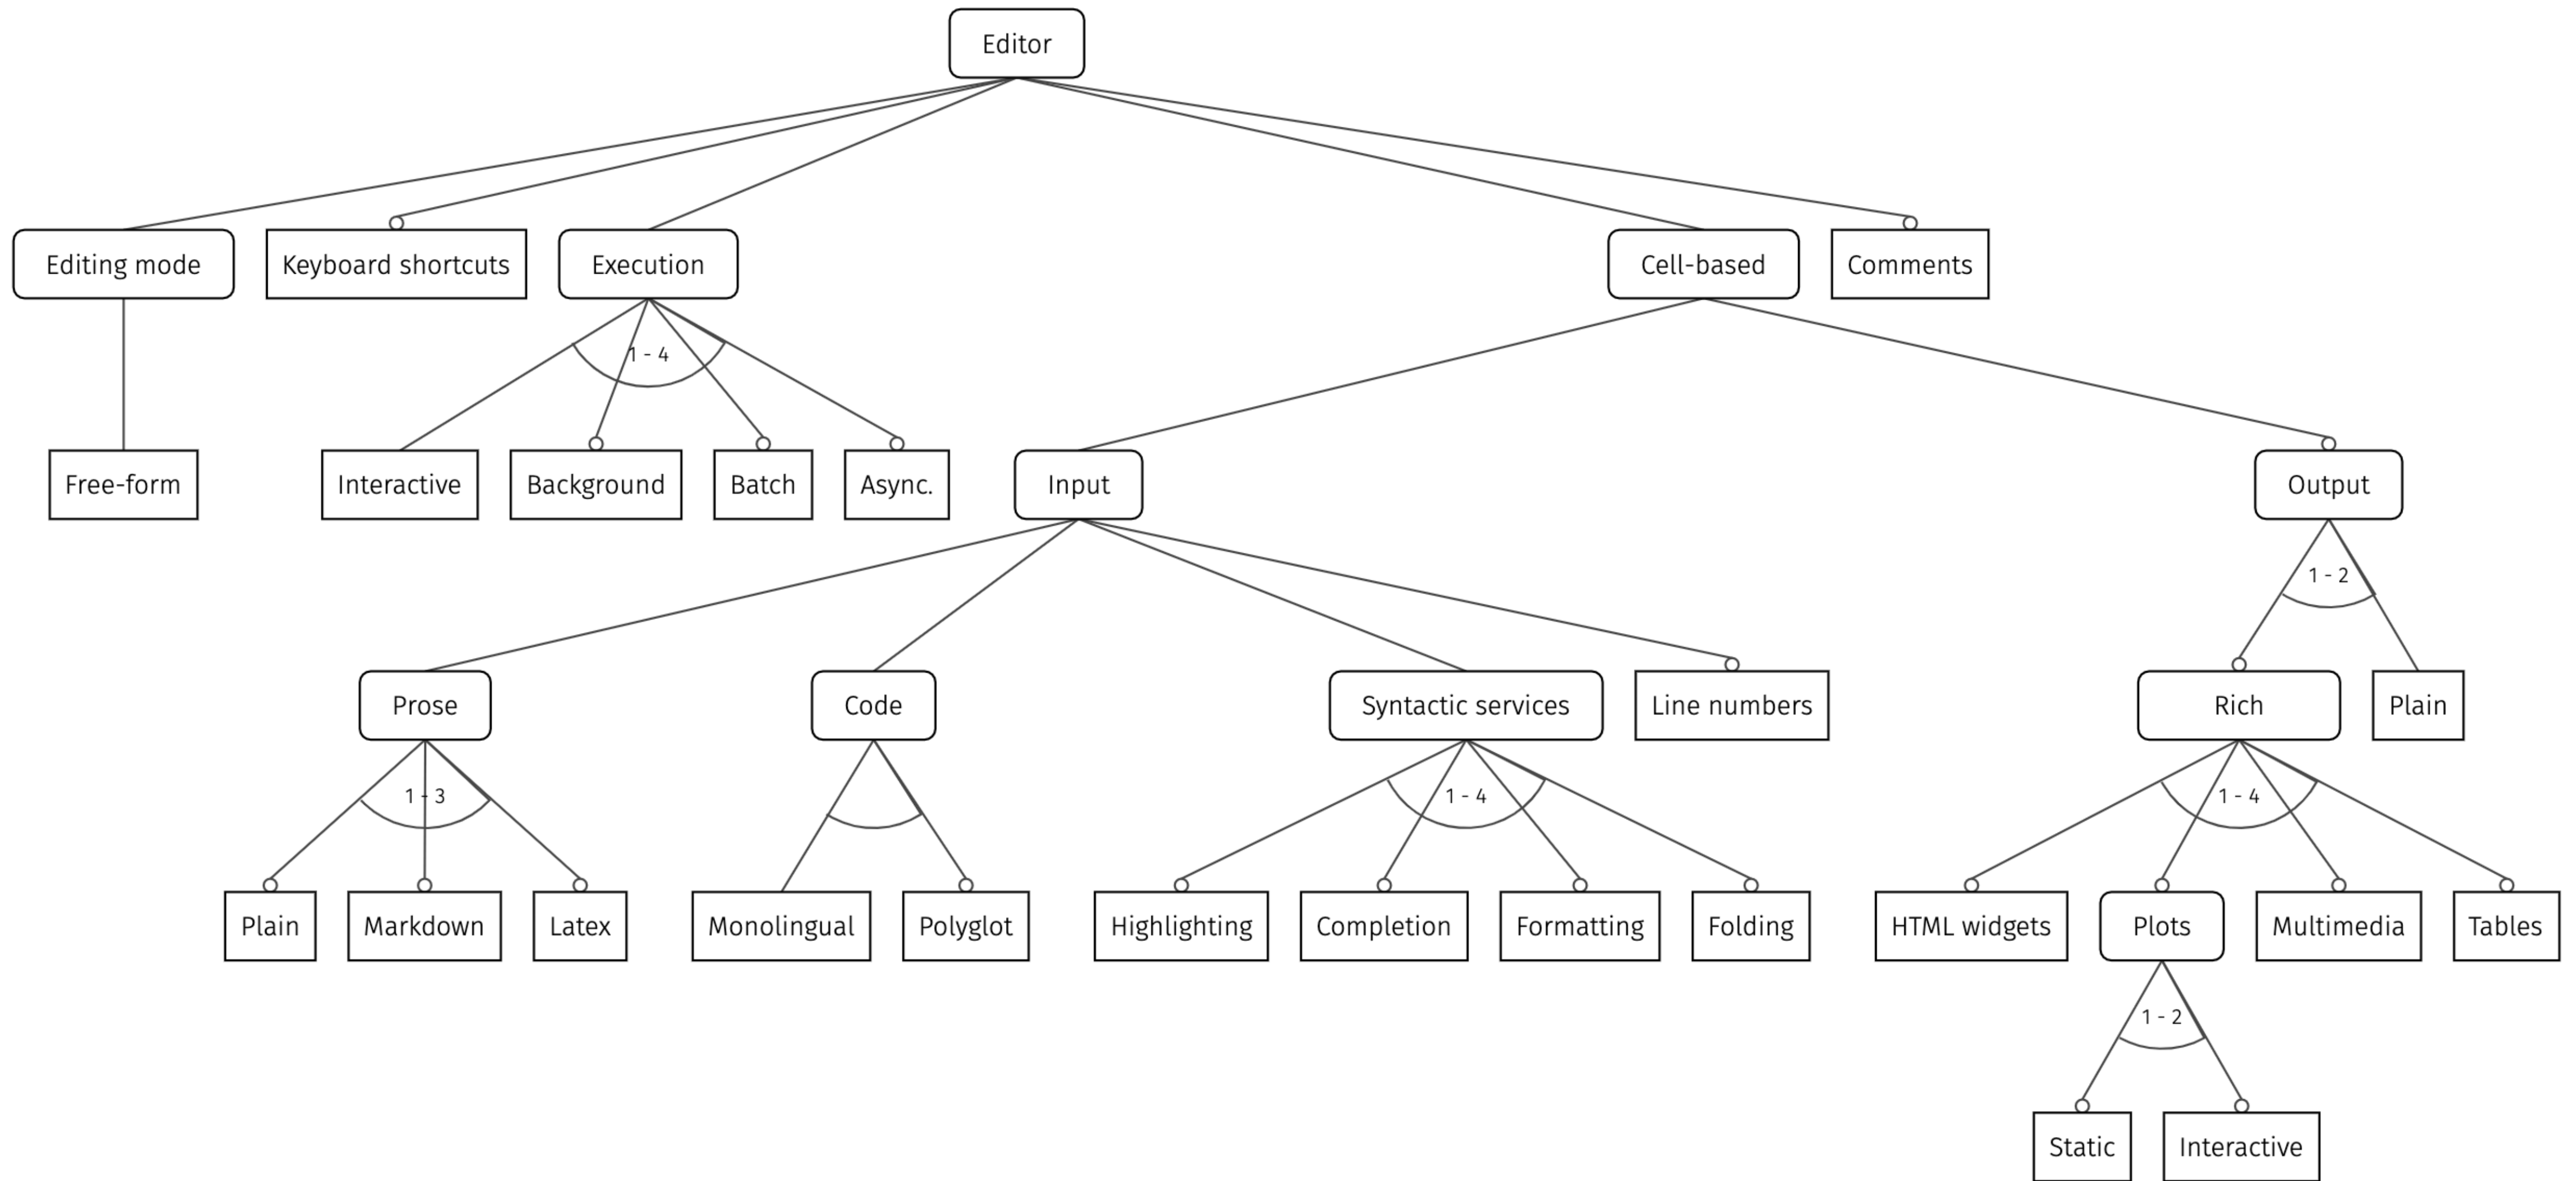 Editor
Editing mode
Keyboard shortcuts
Execution
Cell-based
Comments
1 - 4
Free-form
Interactive
Background
Batch
Async.
Input
Output
1 - 2
Prose
Code
Syntactic services
Line numbers
Rich
Plain
1 - 3
1 - 4
1 - 4
Plain
Markdown
Latex
Monolingual
Polyglot
Highlighting
Completion
Formatting
Folding
HTML widgets
Plots
Multimedia
Tables
1 - 2
Static
Interactive